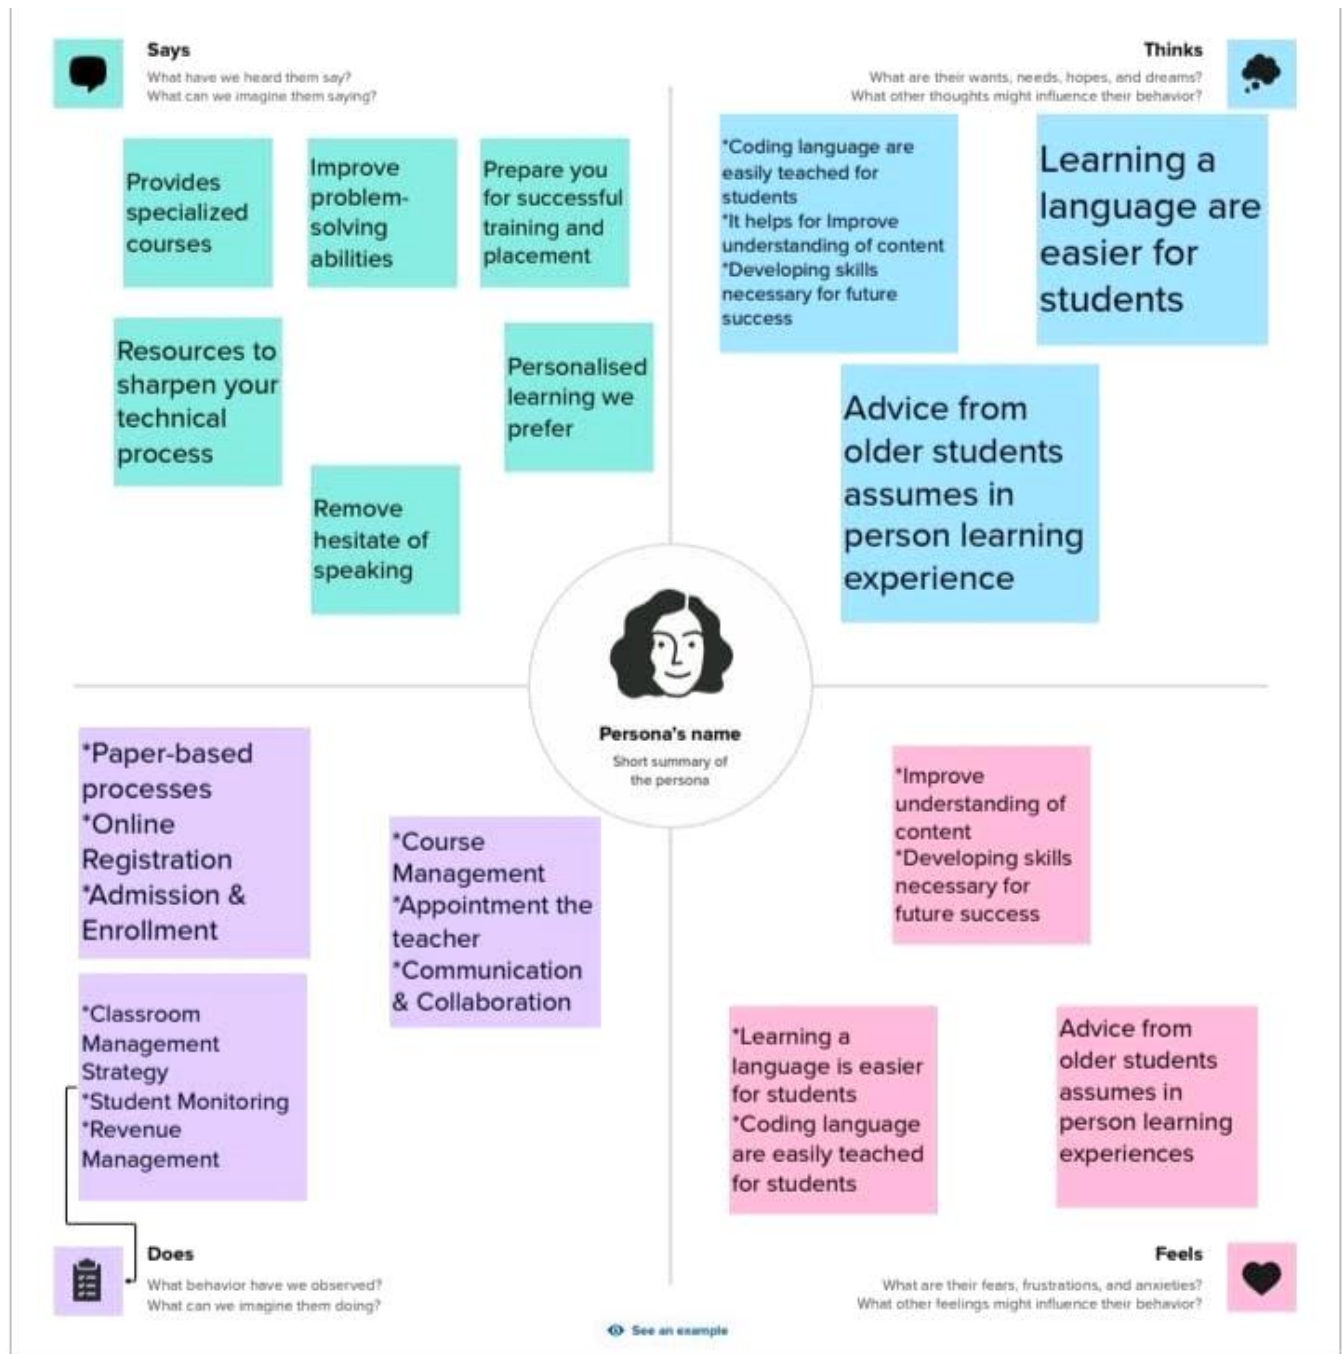 Says
What have we heard them say?
What can we imagine them saying?
Thinks
What are their wants, needs, hopes, and dreams?
What other thoughts might influence their behavior?
Provides
specialized
courses
Improve
problem-
solving
abilities
Prepare you
for successful
training and
placement
Resources to
sharpen your
technical
process
Personalised
learning we
prefer
Remove
hesitate of
speaking
*Coding language are
easily teached for
students
*It helps for Improve
understanding of content
*Developing skills
necessary for future
success
Learning a
language are
easier for
students
Advice from
older students
assumes in
person learning
experience
Persona's name
Short summary of
the persona
*Paper-based
processes
*Online
Registration
*Admission &
Enrollment
*Course
Management
*Appointment the
teacher
*Communication
& Collaboration
*Classroom
Management
Strategy
*Student Monitoring
*Revenue
Management
*Improve
understanding of
content
*Developing skills
necessary for
future success
*Learning a
language is easier
for students
*Coding language
are easily teached
for students
Advice from
older students
assumes in
person learning
experiences
Does
What behavior have we observed?
What can we imagine them doing?
Feels
What are their fears, frustrations, and anxieties?
What other feelings might influence their behavior?
See an example